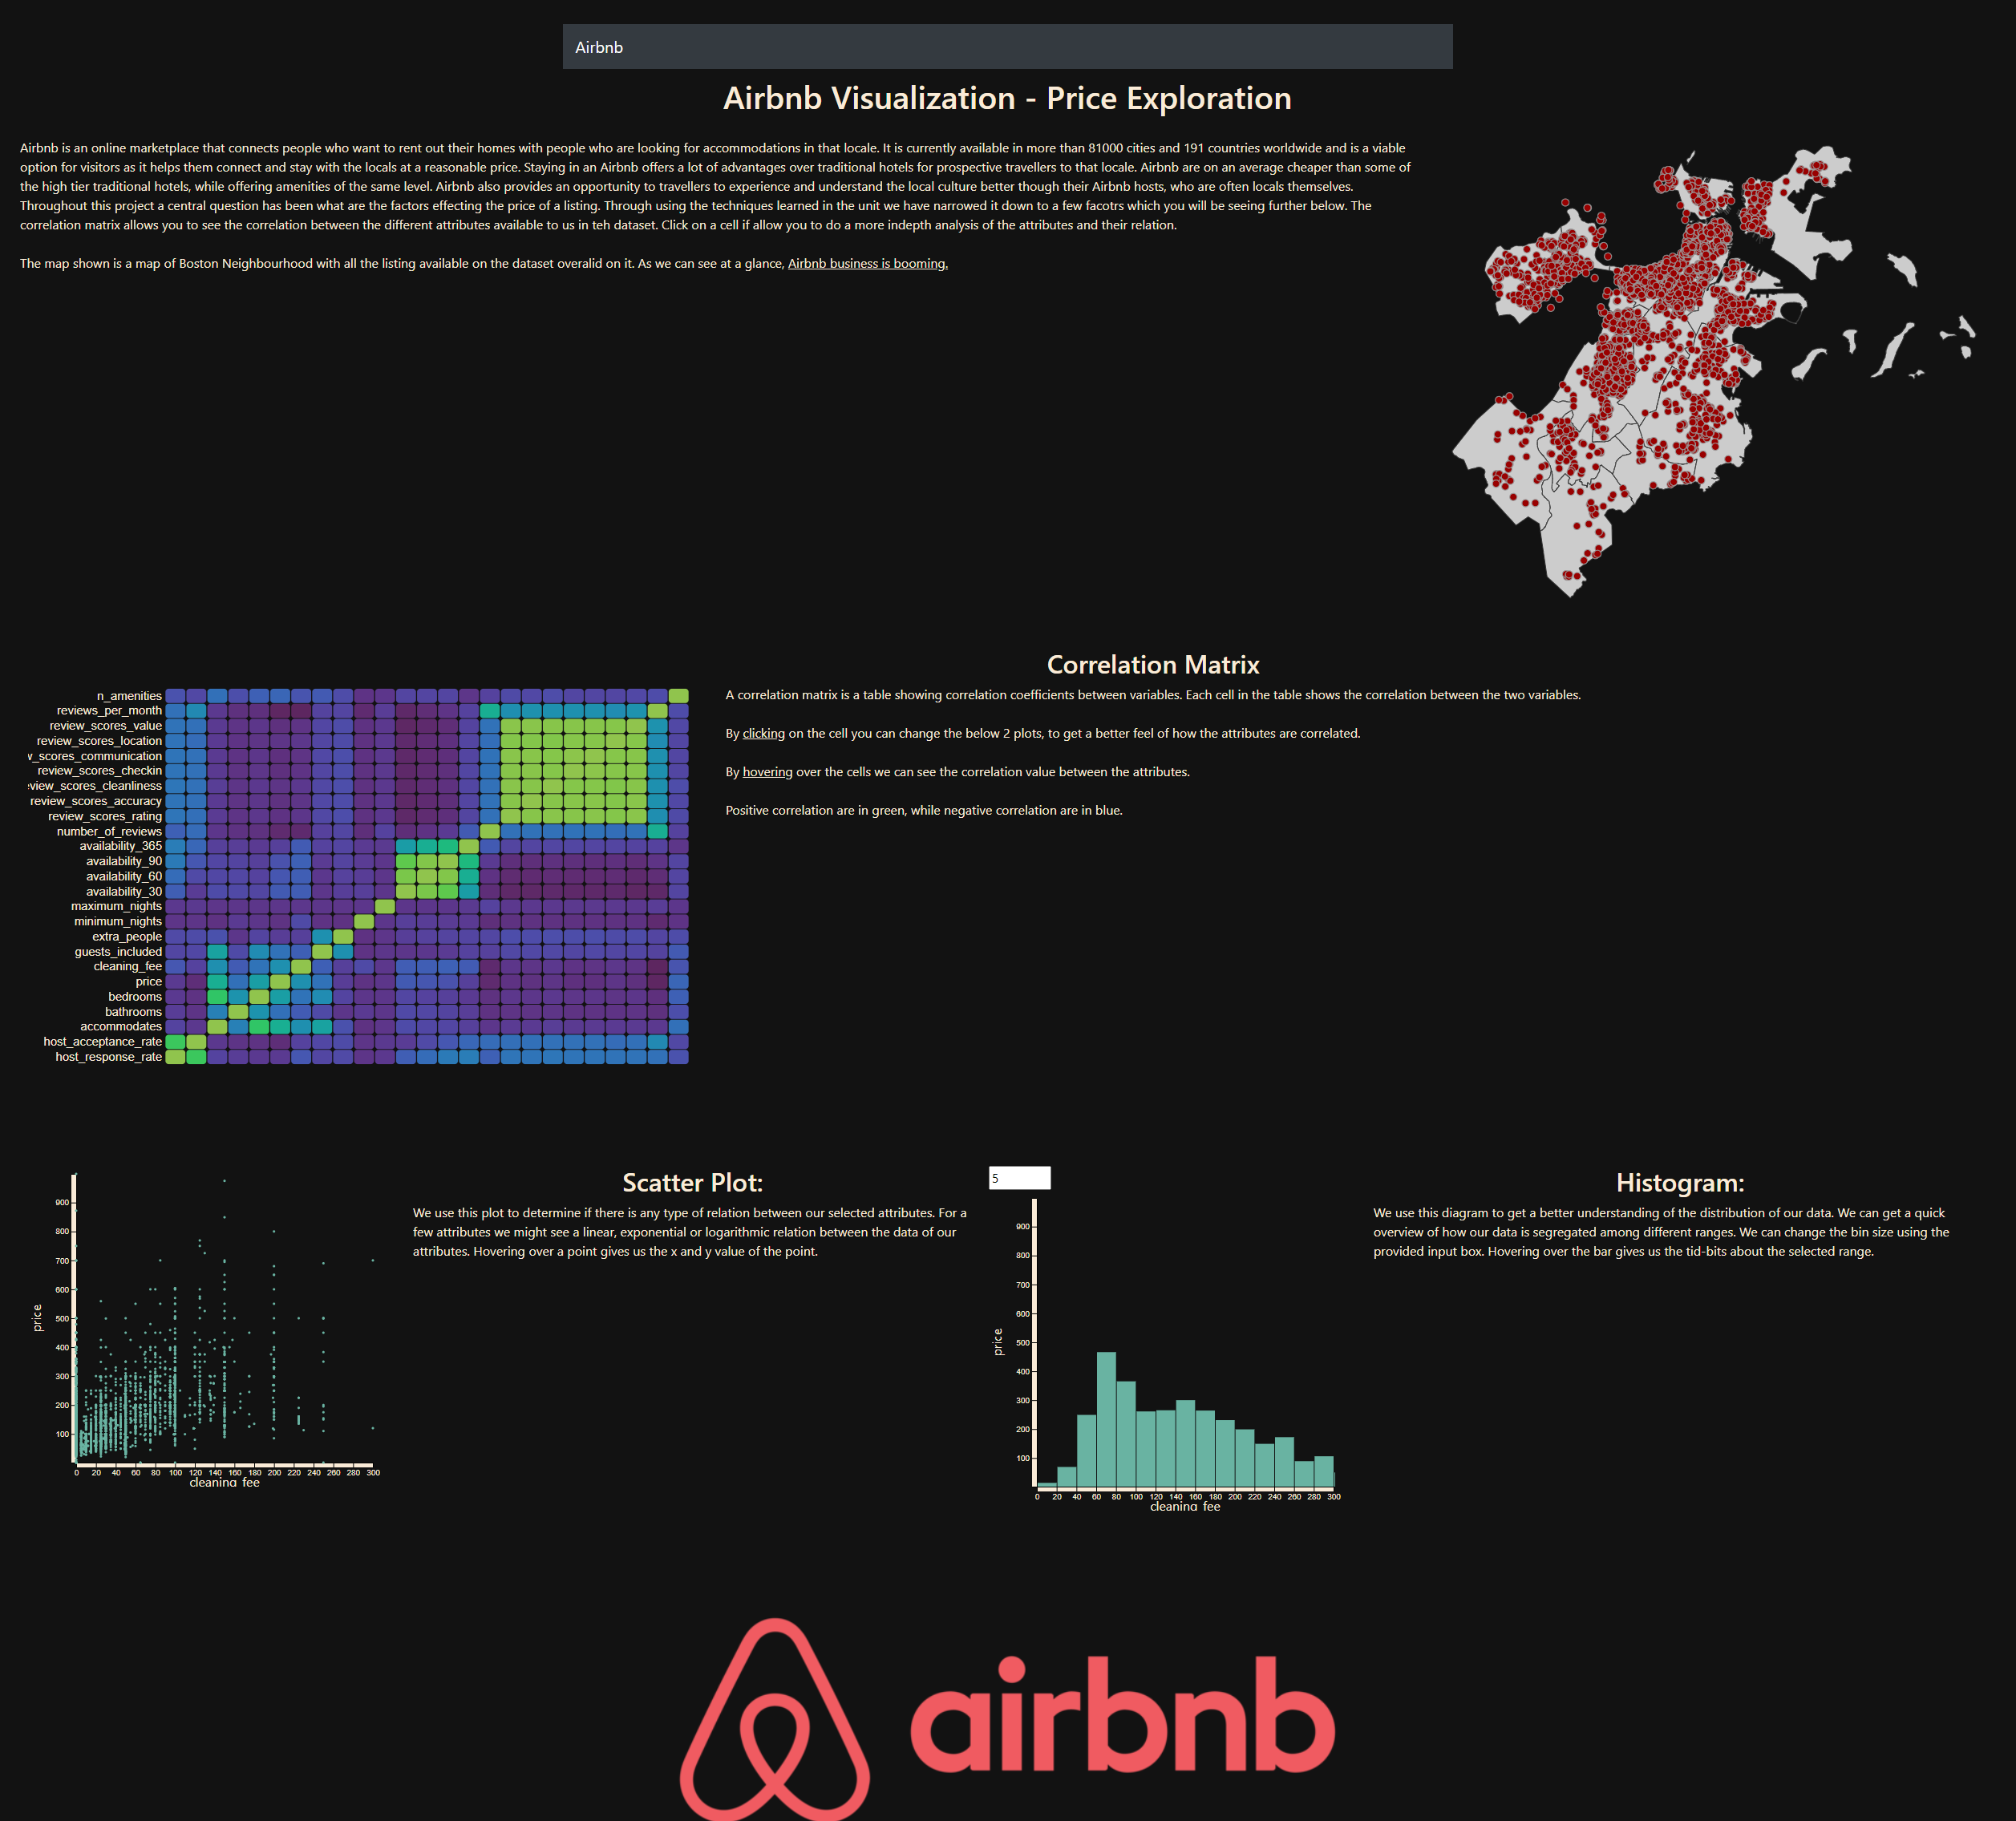 Airbnb
Airbnb Visualization - Price Exploration
Airbnb is an online marketplace that connects people who want to rent out their homes with people who are looking for accommodations in that locale. It is currently available in more than 81000 cities and 191 countries worldwide and is a viable
option for visitors as it helps them connect and stay with the locals at a reasonable price. Staying in an Airbnb offers a lot of advantages over traditional hotels for prospective travellers to that locale. Airbnb are on an average cheaper than some of
the high tier traditional hotels, while offering amenities of the same level. Airbnb also provides an opportunity to travellers to experience and understand the local culture better though their Airbnb hosts, who are often locals themselves.
Throughout this project a central question has been what are the factors effecting the price of a listing. Through using the techniques learned in the unit we have narrowed it down to a few facotrs which you will be seeing further below. The
correlation matrix allows you to see the correlation between the different attributes available to us in teh dataset. Click on a cell if allow you to do a more indepth analysis of the attributes and their relation.
The map shown is a map of Boston Neighbourhood with all the listing available on the dataset overalid on it. As we can see at a glance, Airbnb business is booming.
n_amenities
reviews_per_month
review_scores_value
review_scores_location
v_scores_communication
review_scores_checkin
eview_scores_cleanliness
review_scores_accuracy
review_scores_rating
number_of_reviews
availability_365
availability_90
availability_60
availability_30
maximum_nights
minimum_nights
extra_people
guests_included
cleaning_fee
price
bedrooms
bathrooms
accommodates
host_acceptance_rate
host_response_rate
Correlation Matrix
A correlation matrix is a table showing correlation coefficients between variables. Each cell in the table shows the correlation between the two variables.
By clicking on the cell you can change the below 2 plots, to get a better feel of how the attributes are correlated.
By hovering over the cells we can see the correlation value between the attributes.
Positive correlation are in green, while negative correlation are in blue.
900
800
700
600
500
400
300
200
100
price
0 20 40 60 80 100 120 140 160 180 200 220 240 260 280 300
cleaning_fee
Scatter Plot:
We use this plot to determine if there is any type of relation between our selected attributes. For a
few attributes we might see a linear, exponential or logarithmic relation between the data of our
attributes. Hovering over a point gives us the x and y value of the point.
5
900
800
700
600
500
400
300
200
100
price
0 20 40 60 80 100 120 140 160 180 200 220 240 260 280 300
cleaning_fee
Histogram:
We use this diagram to get a better understanding of the distribution of our data. We can get a quick
overview of how our data is segregated among different ranges. We can change the bin size using the
provided input box. Hovering over the bar gives us the tid-bits about the selected range.
airbnb